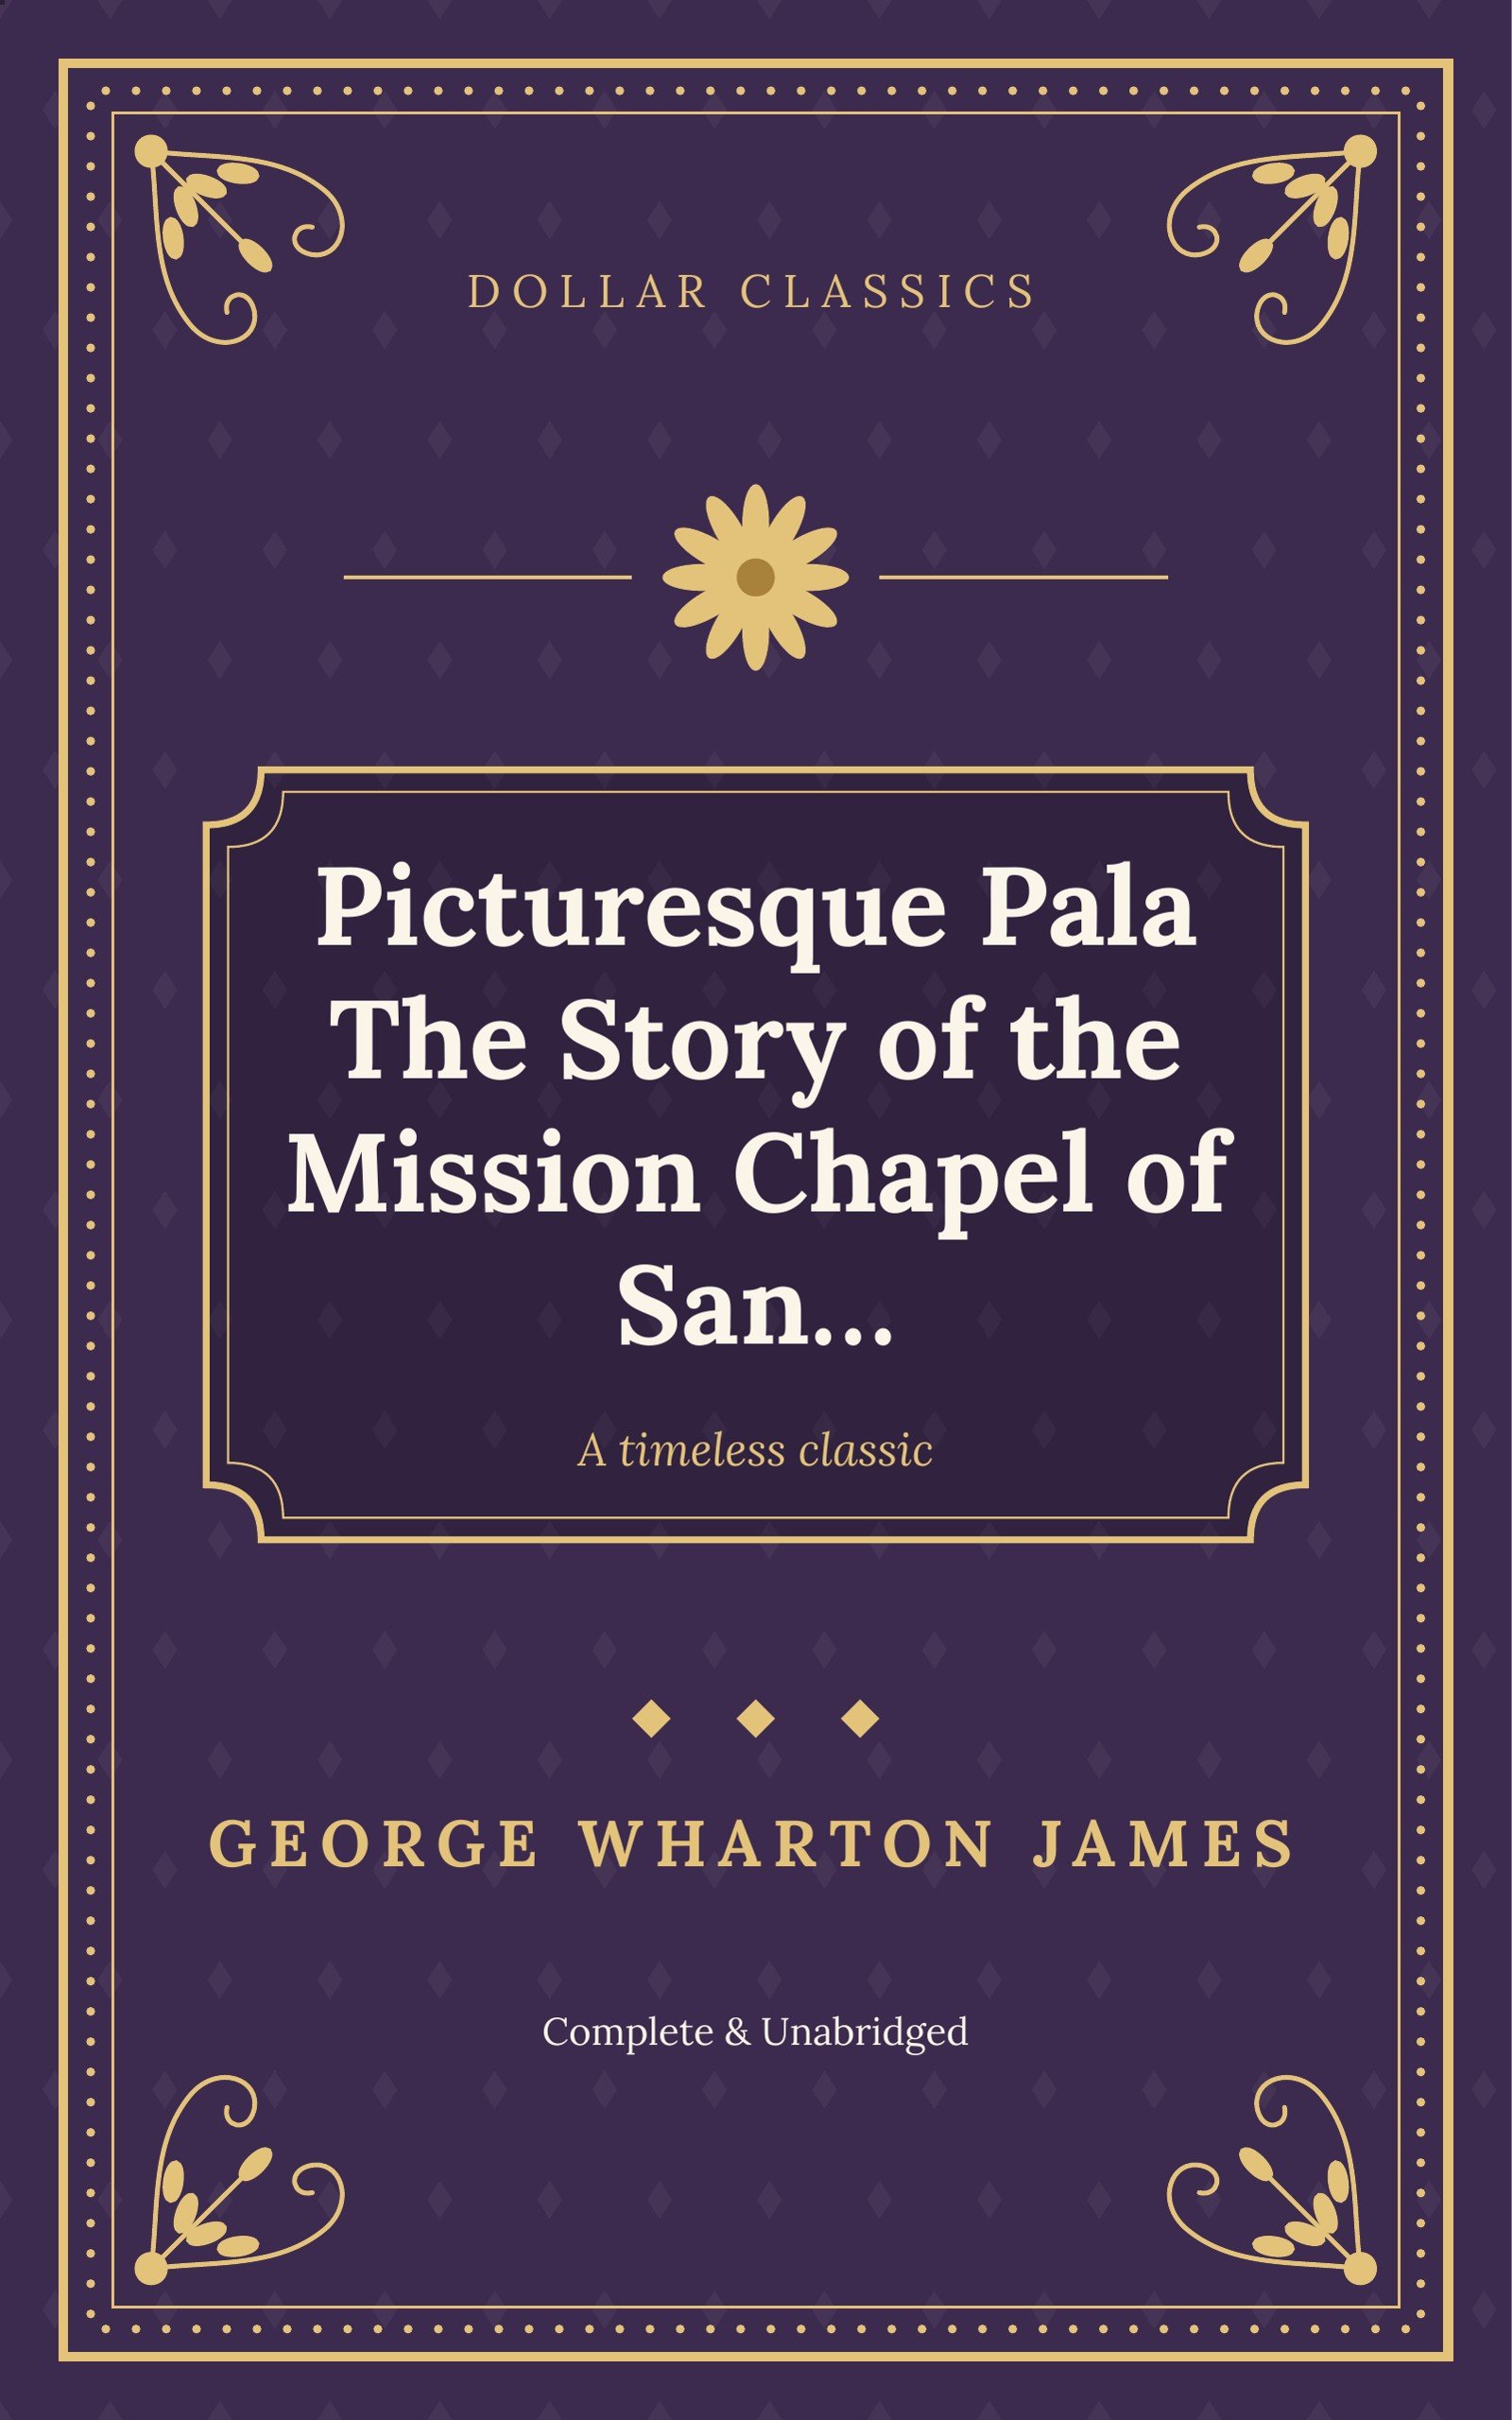 DOLLAR CLASSICS
Picturesque Pala
The Story of the
Mission Chapel of
San...
A timeless classic
GEORGE WHARTON JAMES
Complete & Unabridged